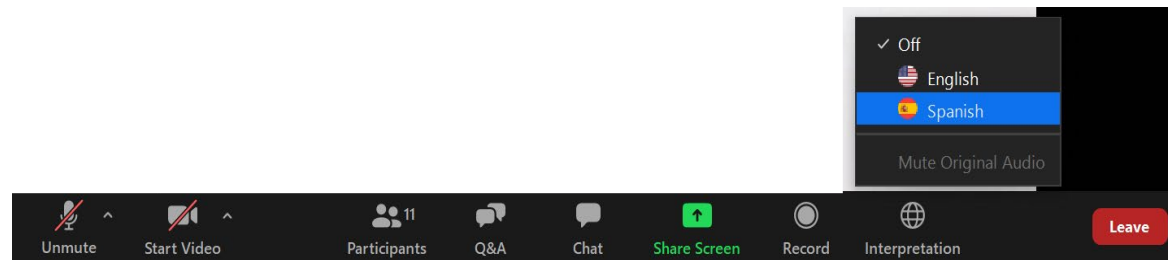 ✓ Off
English
Spanish
Mute Original Audio
Unmute
Start Video
Participants
11
Q&A
Chat
Share Screen
Record
Interpretation
Leave